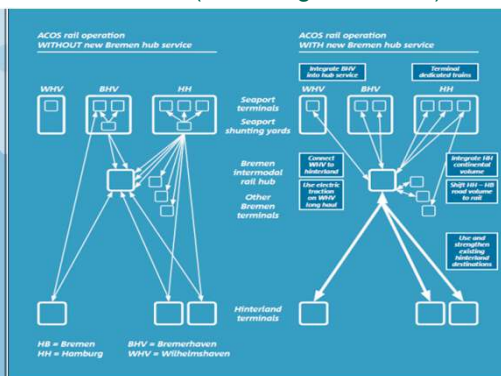 ACOS rail operation
WITHOUT new Bremen hub service
WHV
BHV
HH
Seaport
terminals
Seaport
shunting yards
Bremen
intermodal
rail hub
Other
Bremen
terminals
Hinterland
terminals
HB = Bremen
HH = Hamburg
BHV = Bremerhaven
WHV = Wilhelmshaven
ACOS rail operation
WITH new Bremen hub service
Integrate BHV
into hub service
Terminal
dedicated trains
WHV
BHV
HH
Connect
WHV to
hinterland
Use electric
traction
on WHV
long haul
Integrate HH
continental
volume
Shift HH – HB
road volume
to rail
Use and
strengthen
existing
hinterland
destinations